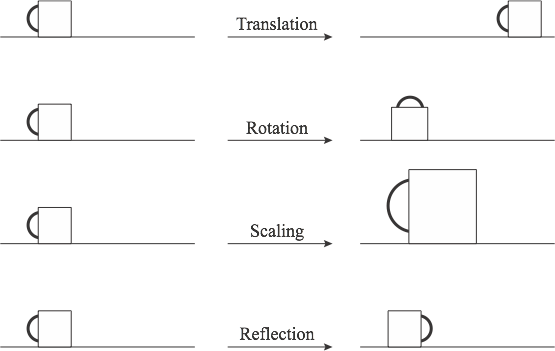 Translation
Rotation
Scaling
Reflection